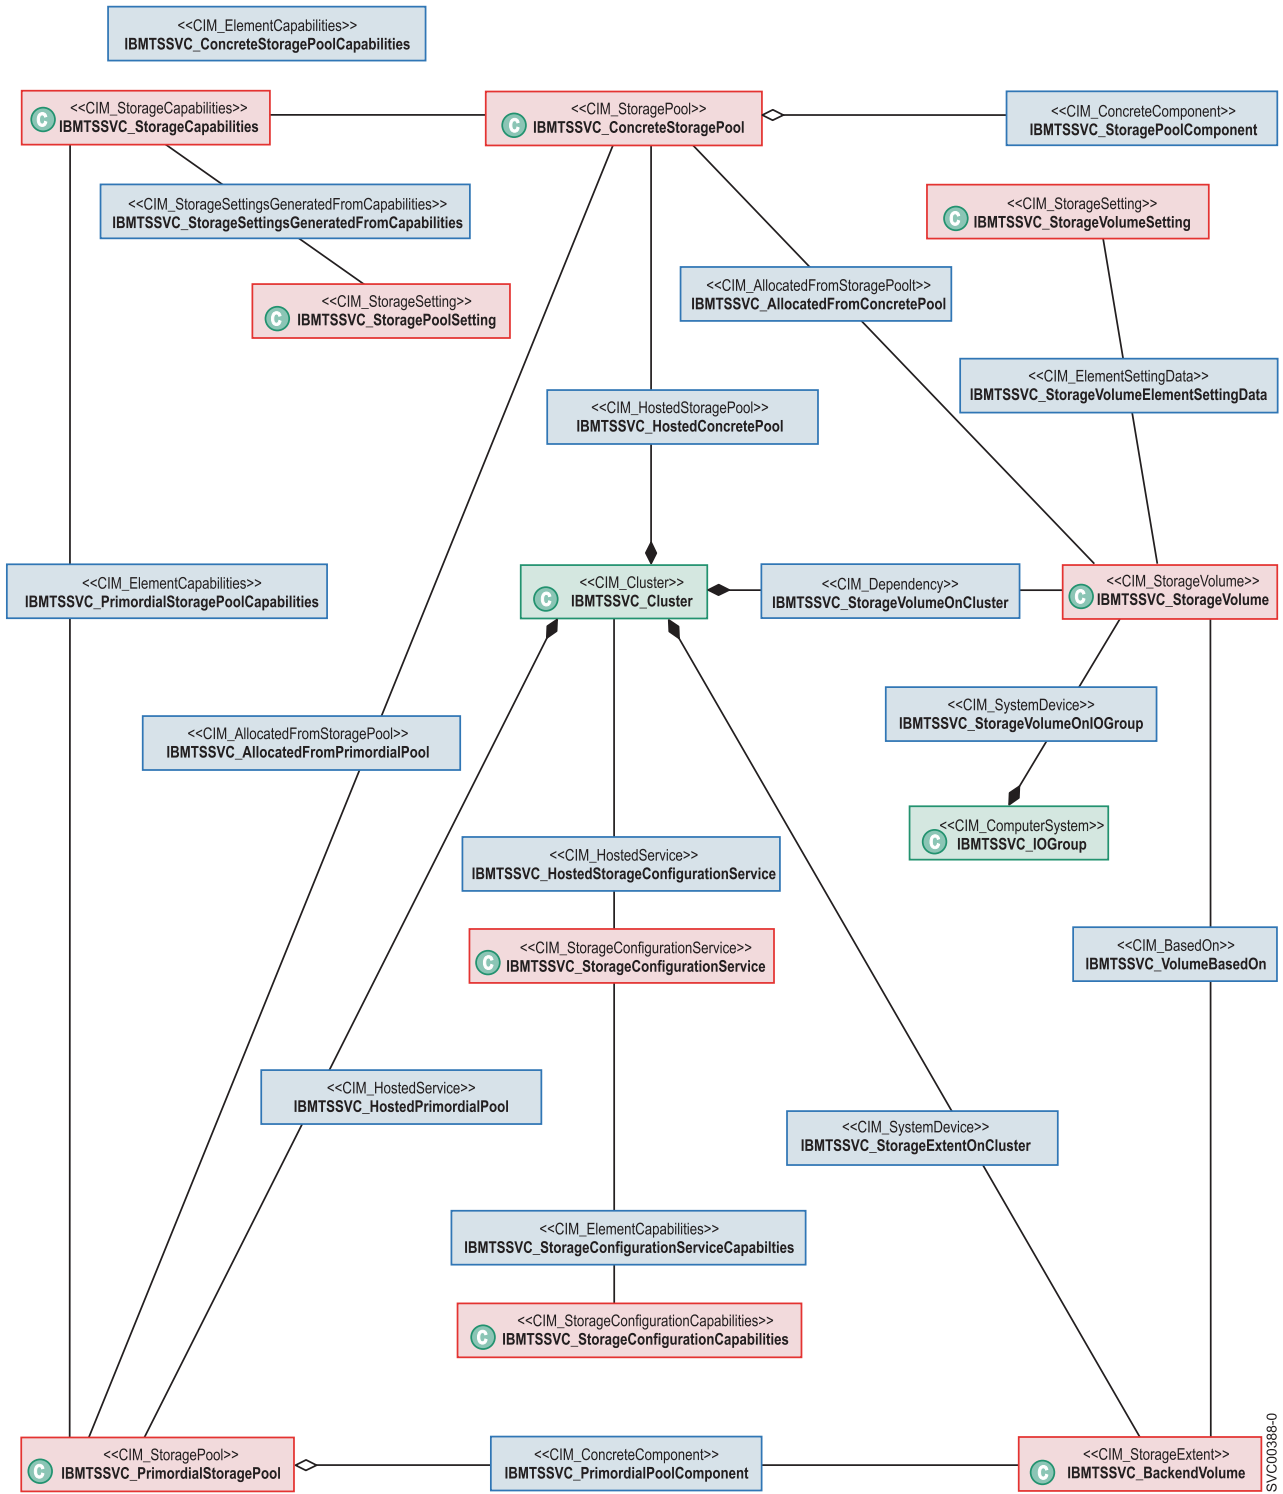 <<CIM_ElementCapabilities>>
IBMTSSVC_ConcreteStoragePoolCapabilities
<<CIM_StorageCapabilities>>
C
IBMTSSVC_StorageCapabilities
<<CIM_StoragePool>>
C
IBMTSSVC_ConcreteStoragePool
<<CIM_ConcreteComponent>>
IBMTSSVC_StoragePoolComponent
<<CIM_StorageSettingsGeneratedFromCapabilities>>
IBMTSSVC_StorageSettingsGeneratedFromCapabilities
<<CIM_StorageSetting>>
C
IBMTSSVC_StorageVolumeSetting
<<CIM_StorageSetting>>
C
IBMTSSVC_StoragePoolSetting
<<CIM_AllocatedFromStoragePoolt>>
IBMTSSVC_AllocatedFromConcretePool
<<CIM_ElementSettingData>>
IBMTSSVC_StorageVolumeElementSettingData
<<CIM_HostedStoragePool>>
IBMTSSVC_HostedConcretePool
<<CIM_ElementCapabilities>>
IBMTSSVC_PrimordialStoragePoolCapabilities
<<CIM_Cluster>>
C
IBMTSSVC_Cluster
<<CIM_Dependency>>
IBMTSSVC_StorageVolumeOnCluster
<<CIM_StorageVolume>>
C
IBMTSSVC_StorageVolume
<<CIM_SystemDevice>>
IBMTSSVC_StorageVolumeOnIOGroup
<<CIM_AllocatedFromStoragePool>>
IBMTSSVC_AllocatedFromPrimordialPool
<<CIM_ComputerSystem>>
C
IBMTSSVC_IOGroup
<<CIM_HostedService>>
IBMTSSVC_HostedStorageConfigurationService
<<CIM_StorageConfigurationService>>
C
IBMTSSVC_StorageConfigurationService
<<CIM_BasedOn>>
IBMTSSVC_VolumeBasedOn
<<CIM_HostedService>>
IBMTSSVC_HostedPrimordialPool
<<CIM_SystemDevice>>
IBMTSSVC_StorageExtentOnCluster
<<CIM_ElementCapabilities>>
IBMTSSVC_StorageConfigurationServiceCapabilties
<<CIM_StorageConfigurationCapabilities>>
C
IBMTSSVC_StorageConfigurationCapabilities
<<CIM_StoragePool>>
C
IBMTSSVC_PrimordialStoragePool
<<CIM_ConcreteComponent>>
IBMTSSVC_PrimordialPoolComponent
<<CIM_StorageExtent>>
C
IBMTSSVC_BackendVolume
SVC00388-0